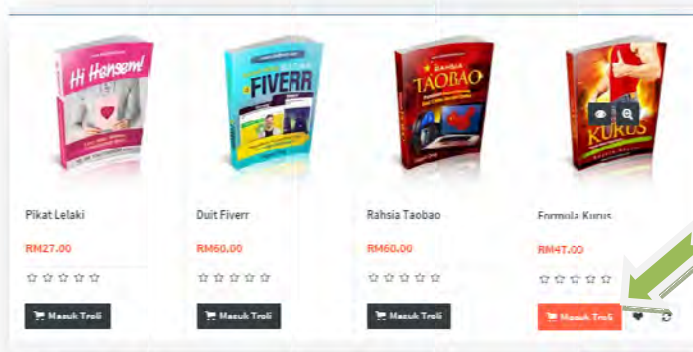 Hi Hensem!
FIVERR
RAHSIA
TAOBAO
KURUS
Pikat Lelaki
Duit Fiverr
Rahsia Taobao
Formula Kurus
RM27.00
RM60.00
RM60.00
RM47.00
Masuk Troli
Masuk Troli
Masuk Troli
Masuk Troli